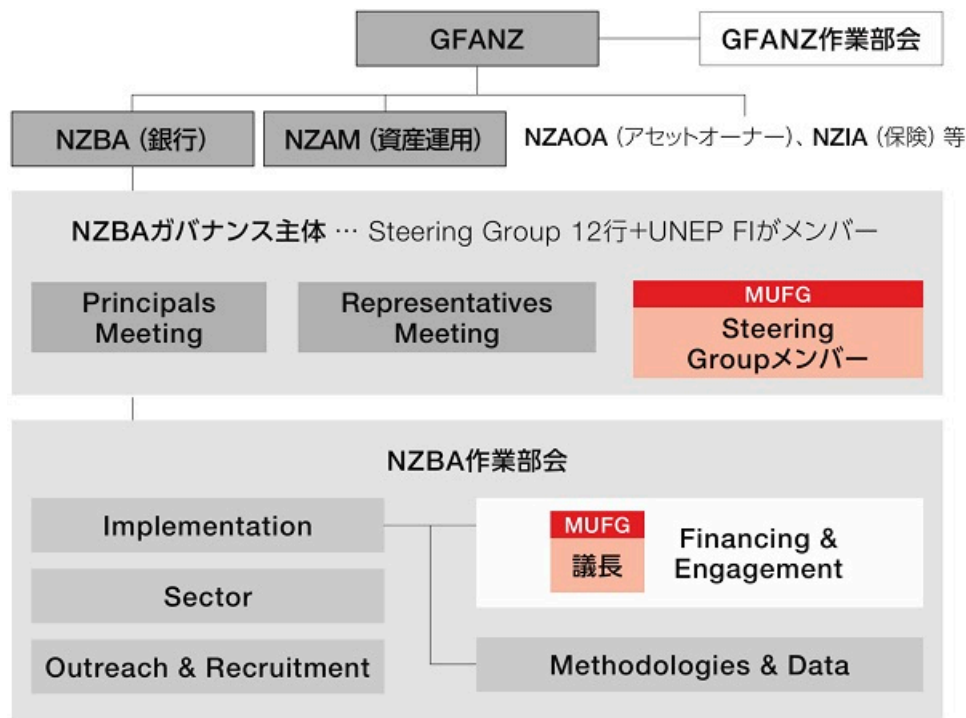 GFANZ
GFANZ作業部会
NZBA（銀行）
NZAM（資産運用）
NZAOA（アセットオーナー）、NZIA（保険）等
NZBAガバナンス主体 … Steering Group 12行+UNEP FIがメンバー
Principals
Meeting
Representatives
Meeting
MUFG
Steering
Groupメンバー
NZBA作業部会
Implementation
MUFG
議長
Financing &
Engagement
Sector
Outreach & Recruitment
Methodologies & Data